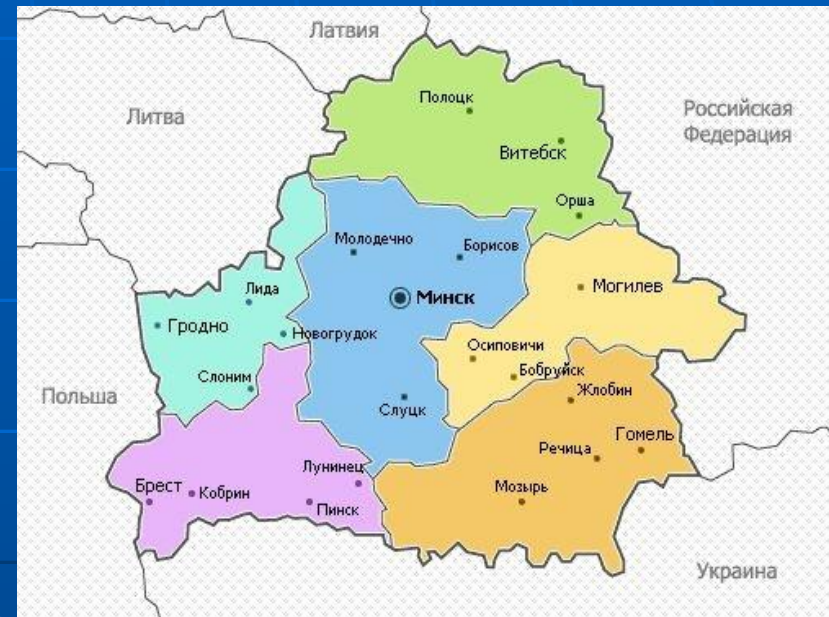 Латвия
Литва
Полоцк
Российская
Федерация
Витебск
Орша
Молодечно
Борисов
Лида
Минск
Могилев
Гродно
Новогрудок
Осиповичи
Слоним
Бобруйск
Польша
Жлобин
Слуцк
Гомель
Речица
Лунинец
Брест
Кобрин
Мозырь
Пинск
Украина